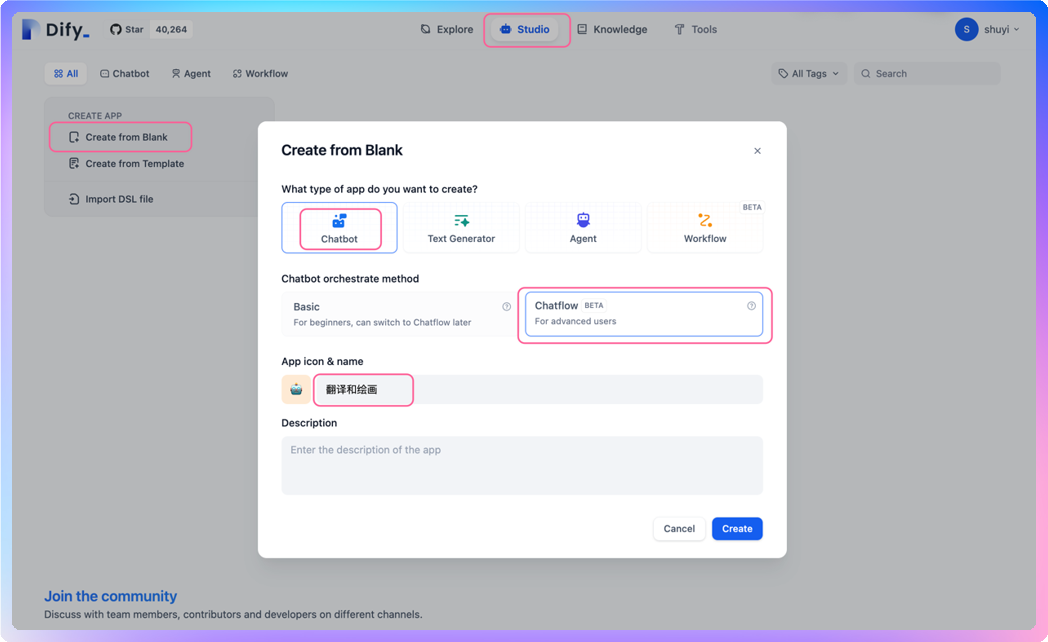 Dify_
Star 40,264
Explore
Studio
Knowledge
Tools
S
shuyi
All
Chatbot
Agent
Workflow
All Tags
Search
CREATE APP
Create from Blank
Create from Template
Import DSL file
Create from Blank
What type of app do you want to create?
BETA
Chatbot
Text Generator
Agent
Workflow
Chatbot orchestrate method
Basic
For beginners, can switch to Chatflow later
Chatflow BETA
For advanced users
App icon & name
翻译和绘画
Description
Enter the description of the app
Cancel
Create
Join the community
Discuss with team members, contributors and developers on different channels.